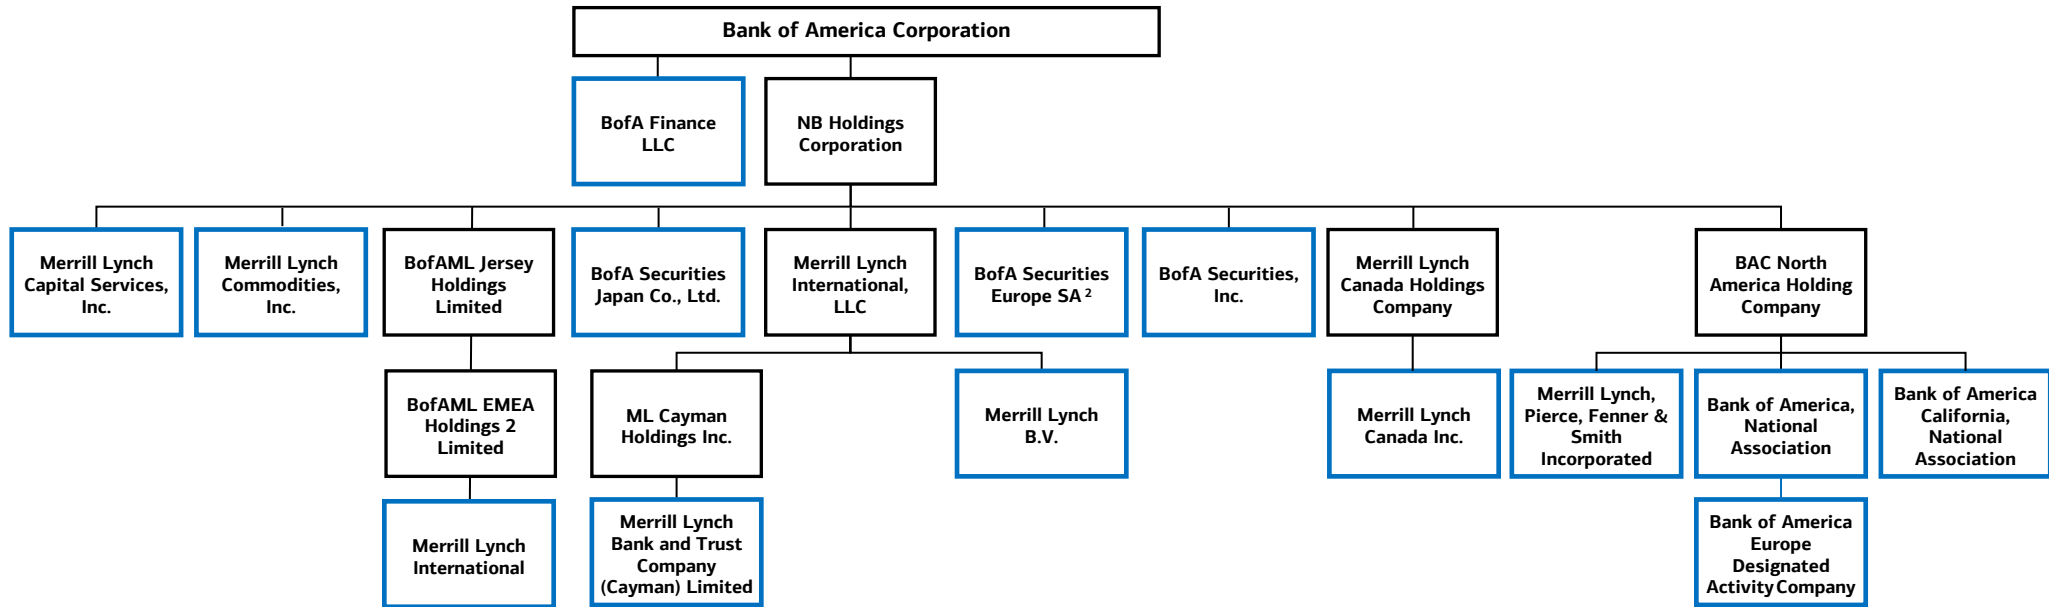 Bank of America Corporation
BofA Finance
LLC
NB Holdings
Corporation
Merrill Lynch
Capital Services,
Inc.
Merrill Lynch
Commodities,
Inc.
BofAML Jersey
Holdings
Limited
BofA Securities
Japan Co., Ltd.
Merrill Lynch
International,
LLC
BofA Securities
Europe SA 2
BofA Securities,
Inc.
Merrill Lynch
Canada Holdings
Company
BAC North
America Holding
Company
BofAML EMEA
Holdings 2
Limited
ML Cayman
Holdings Inc.
Merrill Lynch
B.V.
Merrill Lynch
Canada Inc.
Merrill Lynch,
Pierce, Fenner &
Smith
Incorporated
Bank of America,
National
Association
Bank of America
California,
National
Association
Merrill Lynch
International
Merrill Lynch
Bank and Trust
Company
(Cayman) Limited
Bank of America
Europe
Designated
Activity Company